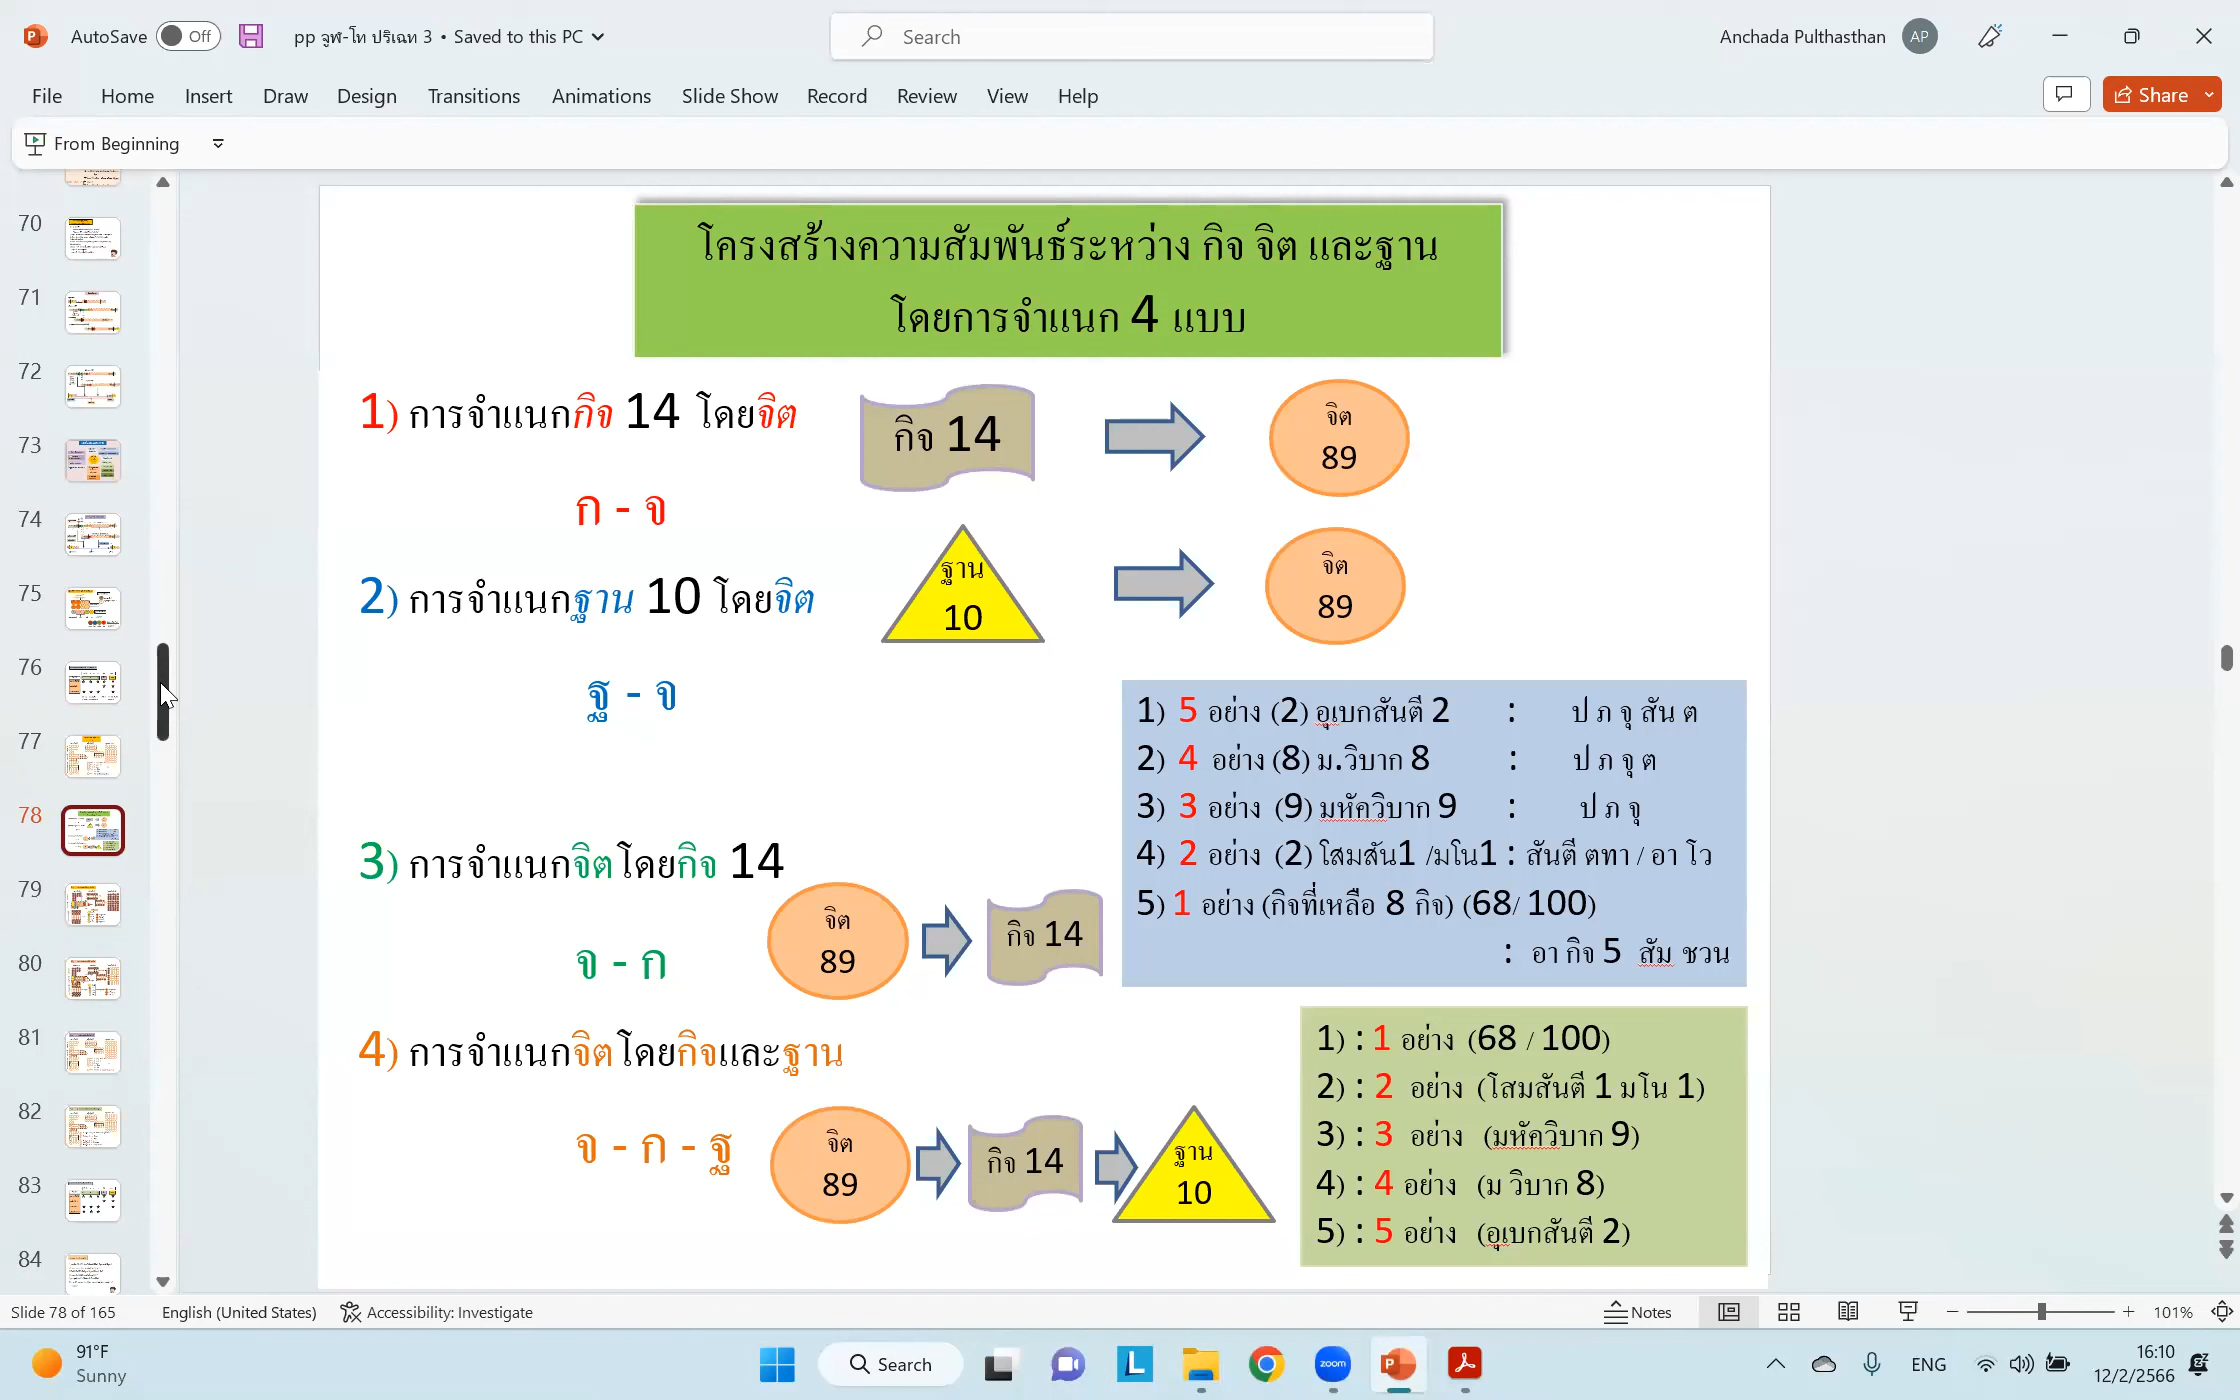 AutoSave Off pp จูฬ-โท ปริเฉท 3 • Saved to this PC Search Anchada Pulthasthan AP
File Home Insert Draw Design Transitions Animations Slide Show Record Review View Help Share
From Beginning
70
71
72
73
74
75
76
77
78
79
80
81
82
83
84
โครงสร้างความสัมพันธ์ระหว่าง กิจ จิต และฐาน
โดยการจำแนก 4 แบบ
1) การจำแนกกิจ 14 โดยจิต
ก - จ
กิจ 14
จิต
89
2) การจำแนกฐาน 10 โดยจิต
ฐ - จ
ฐาน
10
จิต
89
3) การจำแนกจิตโดยกิจ 14
จ - ก
จิต
89
กิจ 14
1) 5 อย่าง (2) อุเบกสันตี 2 : ป ภ จุ สัน ต
2) 4 อย่าง (8) ม.วิบาก 8 : ป ภ จุ ต
3) 3 อย่าง (9) มหัควิบาก 9 : ป ภ จุ
4) 2 อย่าง (2) โสมสัน1 /มโน1 : สันตี ตทา / อา โว
5) 1 อย่าง (กิจที่เหลือ 8 กิจ) (68/ 100)
: อา กิจ 5 สัม ชวน
4) การจำแนกจิตโดยกิจและฐาน
จ - ก - ฐ
จิต
89
กิจ 14
ฐาน
10
1) : 1 อย่าง (68 / 100)
2) : 2 อย่าง (โสมสันตี 1 มโน 1)
3) : 3 อย่าง (มหัควิบาก 9)
4) : 4 อย่าง (ม วิบาก 8)
5) : 5 อย่าง (อุเบกสันตี 2)
Slide 78 of 165 English (United States) Accessibility: Investigate Notes 101%
91°F
Sunny
Search
zoom
ENG
16:10
12/2/2566